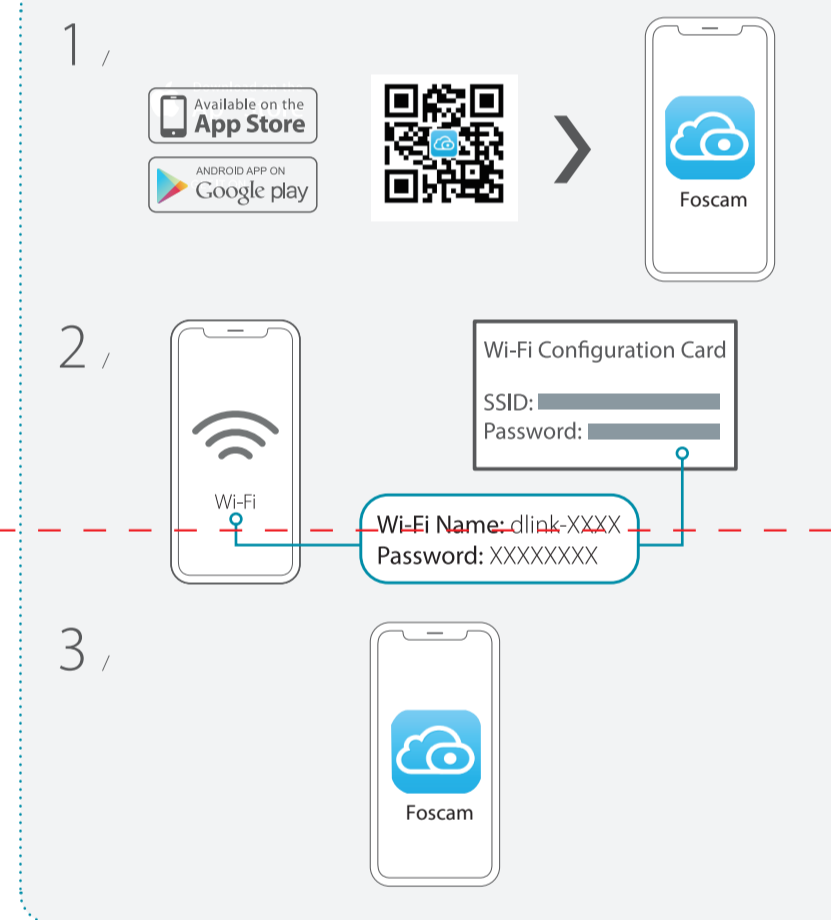 1 /
Available on the
App Store
ANDROID APP ON
Google play
Foscam
2 /
Wi-Fi Configuration Card
SSID:
Password:
Wi-Fi
Wi-Fi Name: dlink-XXXX
Password: XXXXXXXX
3 /
Foscam